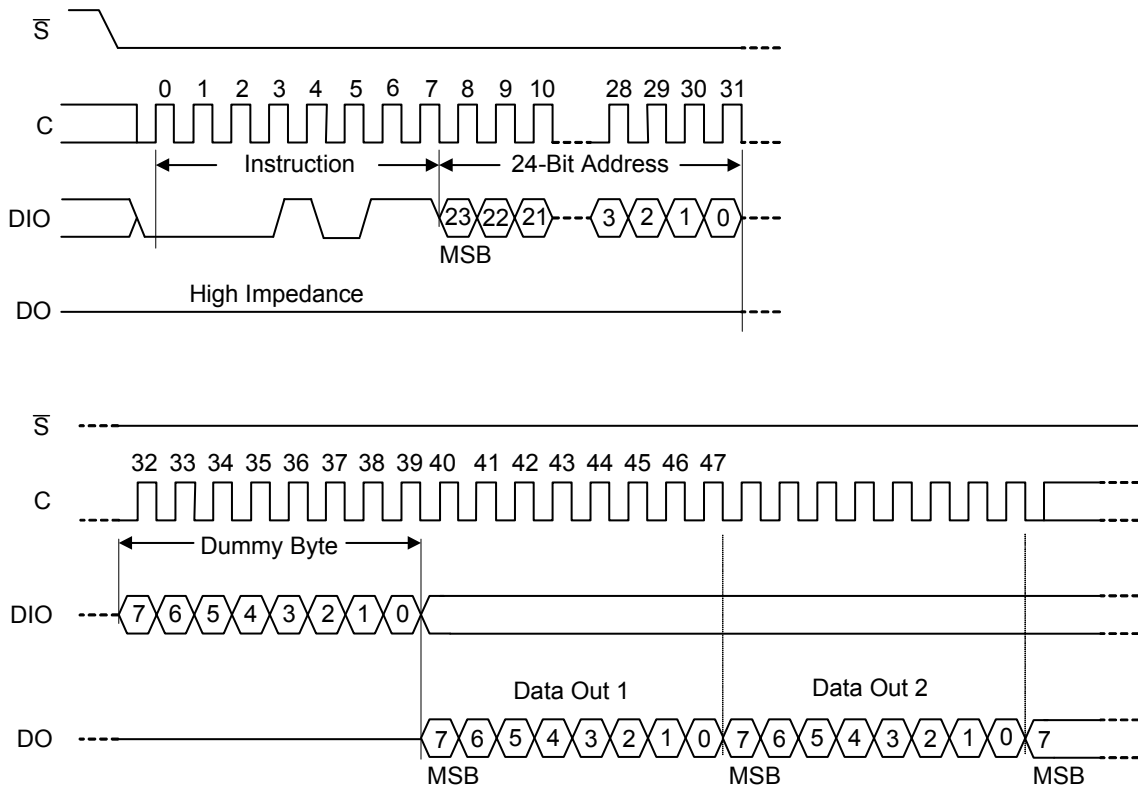 S̅
0 1 2 3 4 5 6 7 8 9 10 28 29 30 31
C
Instruction 24-Bit Address
DIO 23 22 21 3 2 1 0
MSB
High Impedance
DO
S̅
32 33 34 35 36 37 38 39 40 41 42 43 44 45 46 47
C
Dummy Byte
DIO 7 6 5 4 3 2 1 0
Data Out 1 Data Out 2
DO 7 6 5 4 3 2 1 0 7 6 5 4 3 2 1 0 7
MSB MSB MSB